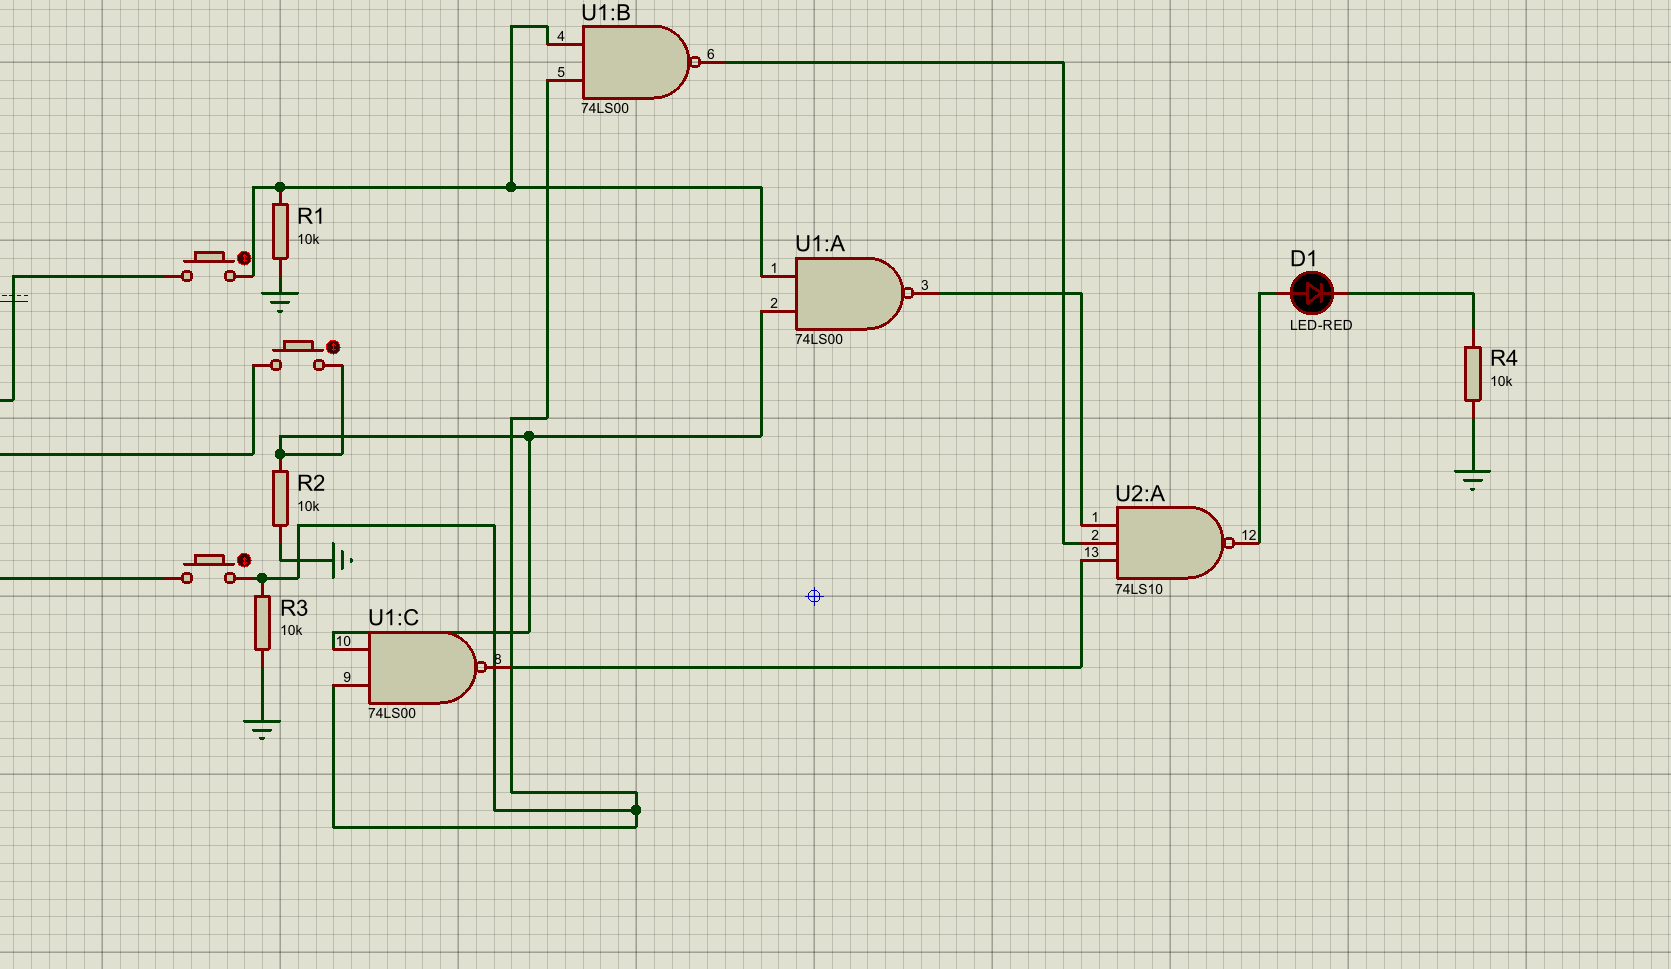 U1:B
4
5
6
74LS00
R1
10k
U1:A
1
2
3
74LS00
D1
LED-RED
R4
10k
R2
10k
U2:A
1
2
13
12
74LS10
R3
10k
U1:C
10
9
8
74LS00